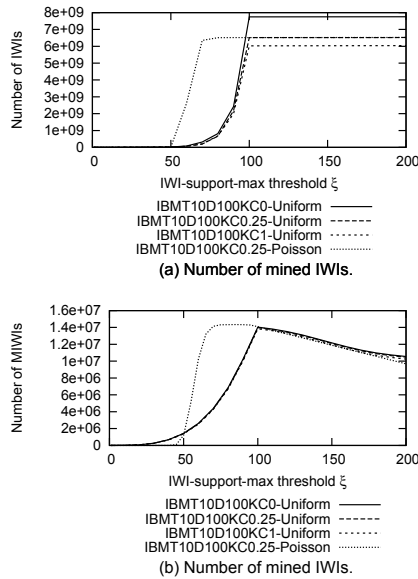 Number of IWIs
8e+09
7e+09
6e+09
5e+09
4e+09
3e+09
2e+09
1e+09
0
0 50 100 150 200
IWI-support-max threshold ξ
IBMT10D100KC0-Uniform
IBMT10D100KC0.25-Uniform
IBMT10D100KC1-Uniform
IBMT10D100KC0.25-Poisson
(a) Number of mined IWIs.
Number of MIWIs
1.6e+07
1.4e+07
1.2e+07
1e+07
8e+06
6e+06
4e+06
2e+06
0
0 50 100 150 200
IWI-support-max threshold ξ
IBMT10D100KC0-Uniform
IBMT10D100KC0.25-Uniform
IBMT10D100KC1-Uniform
IBMT10D100KC0.25-Poisson
(b) Number of mined IWIs.